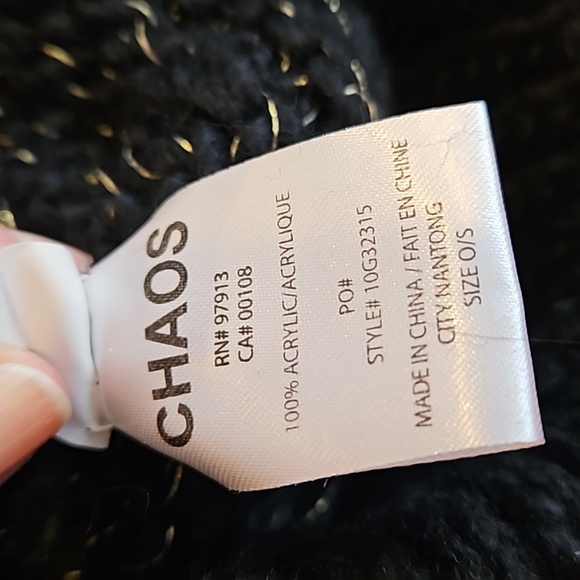 CHAOS
RN# 97913
CA# 00108
100% ACRYLIC/ACRYLIQUE
PO#
STYLE# 10G32315
MADE IN CHINA / FAIT EN CHINE
CITY NANTONG
SIZE O/S